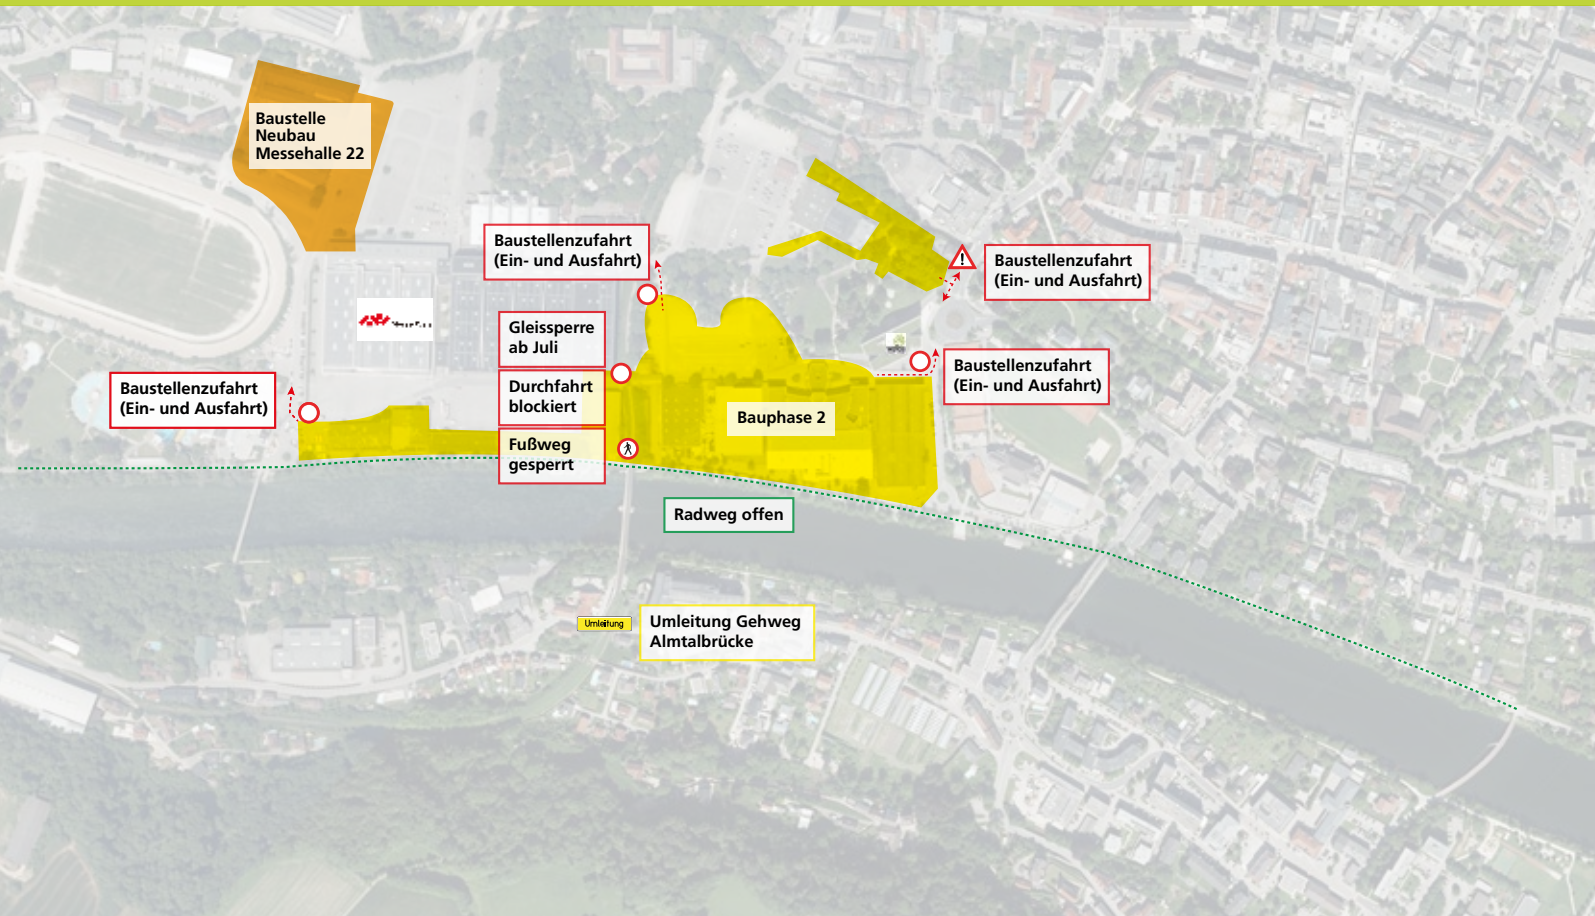 Baustelle
Neubau
Messehalle 22
Baustellenzufahrt
(Ein- und Ausfahrt)
Baustellenzufahrt
(Ein- und Ausfahrt)
Gleissperre
ab Juli
Durchfahrt
blockiert
Fußweg
gesperrt
Baustellenzufahrt
(Ein- und Ausfahrt)
Baustellenzufahrt
(Ein- und Ausfahrt)
Bauphase 2
Radweg offen
Umleitung
Umleitung Gehweg
Almtalbrücke